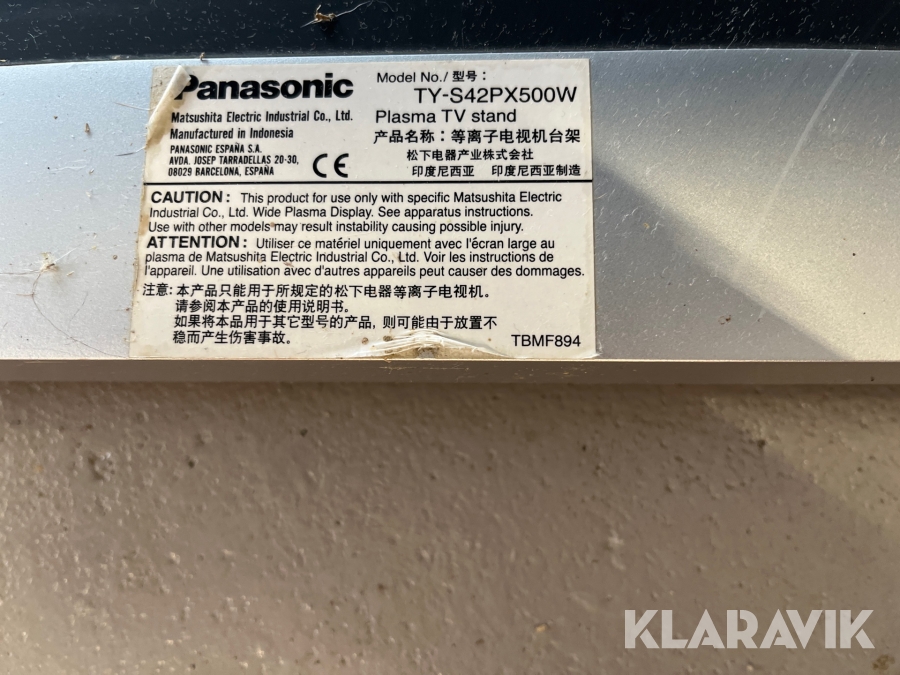 Panasonic
Matsushita Electric Industrial Co., Ltd.
Manufactured in Indonesia
PANASONIC ESPAÑA S.A.
AVDA. JOSEP TARRADELLAS 20-30,
08029 BARCELONA, ESPAÑA
CE
Model No./型号：
TY-S42PX500W
Plasma TV stand
产品名称：等离子电视机台架
松下电器产业株式会社
印度尼西亚 印度尼西亚制造
CAUTION: This product for use only with specific Matsushita Electric
Industrial Co., Ltd. Wide Plasma Display. See apparatus instructions.
Use with other models may result instability causing possible injury.
ATTENTION: Utiliser ce matériel uniquement avec l'écran large au
plasma de Matsushita Electric Industrial Co., Ltd. Voir les instructions de
l'appareil. Une utilisation avec d'autres appareils peut causer des dommages.
注意: 本产品只能用于所规定的松下电器等离子电视机。
请参阅本产品的使用说明书。
如果将本品用于其它型号的产品, 则可能由于放置不
稳而产生伤害事故。
TBMF894
KLARAVIK